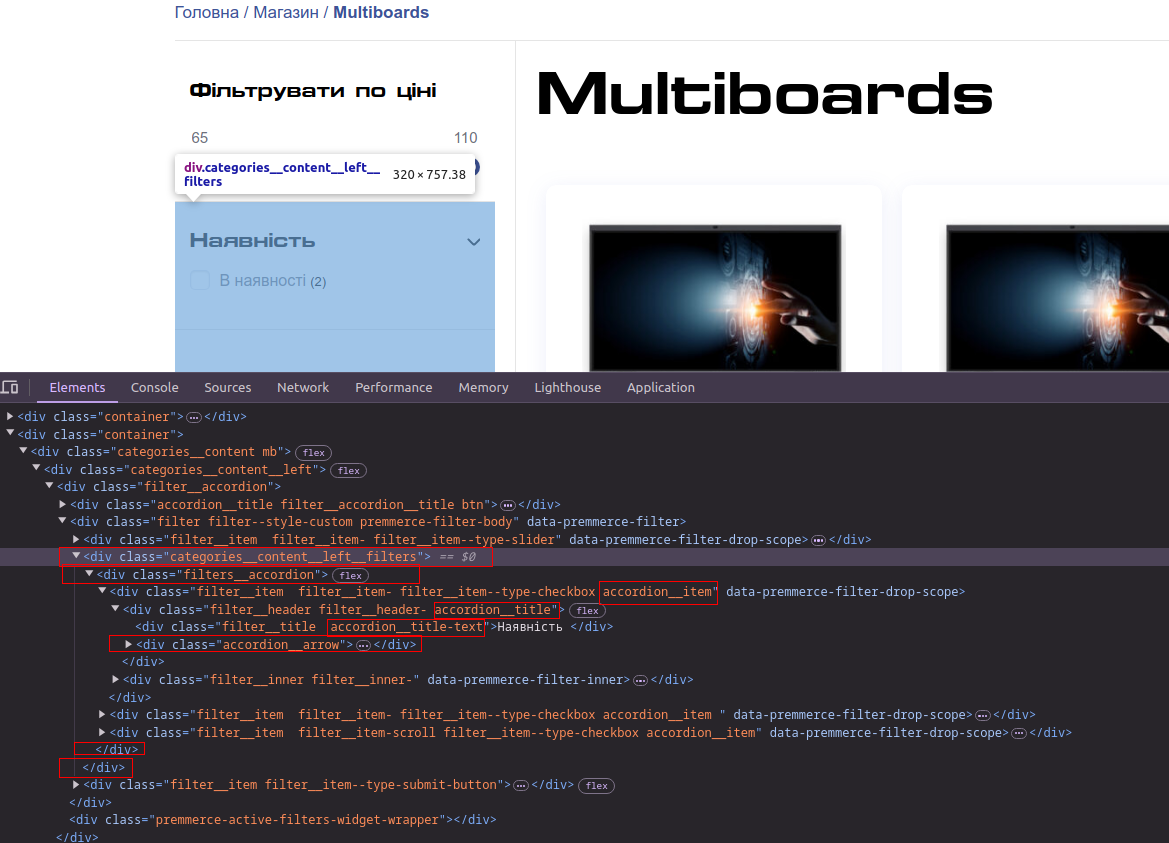 Головна / Магазин / Multiboards
Фільтрувати по ціні
65 110
div.categories__content__left__
filters 320 × 757.38
Наявність
В наявності (2)
Multiboards
Elements Console Sources Network Performance Memory Lighthouse Application
<div class="container"> ⋯ </div>
<div class="container">
<div class="categories__content mb"> flex
<div class="categories__content__left"> flex
<div class="filter__accordion">
<div class="accordion__title filter__accordion__title btn"> ⋯ </div>
<div class="filter filter--style-custom premmerce-filter-body" data-premmerce-filter>
<div class="filter__item  filter__item- filter__item--type-slider" data-premmerce-filter-drop-scope> ⋯ </div>
<div class="categories__content__left__filters"> == $0
<div class="filters__accordion"> flex
<div class="filter__item  filter__item- filter__item--type-checkbox accordion__item" data-premmerce-filter-drop-scope>
<div class="filter__header filter__header- accordion__title"> flex
<div class="filter__title  accordion__title-text">Наявність </div>
<div class="accordion__arrow"> ⋯ </div>
</div>
<div class="filter__inner filter__inner-" data-premmerce-filter-inner> ⋯ </div>
</div>
<div class="filter__item  filter__item- filter__item--type-checkbox accordion__item " data-premmerce-filter-drop-scope> ⋯ </div>
<div class="filter__item  filter__item-scroll filter__item--type-checkbox accordion__item" data-premmerce-filter-drop-scope> ⋯ </div>
</div>
</div>
<div class="filter__item filter__item--type-submit-button"> ⋯ </div> flex
</div>
<div class="premmerce-active-filters-widget-wrapper"></div>
</div>